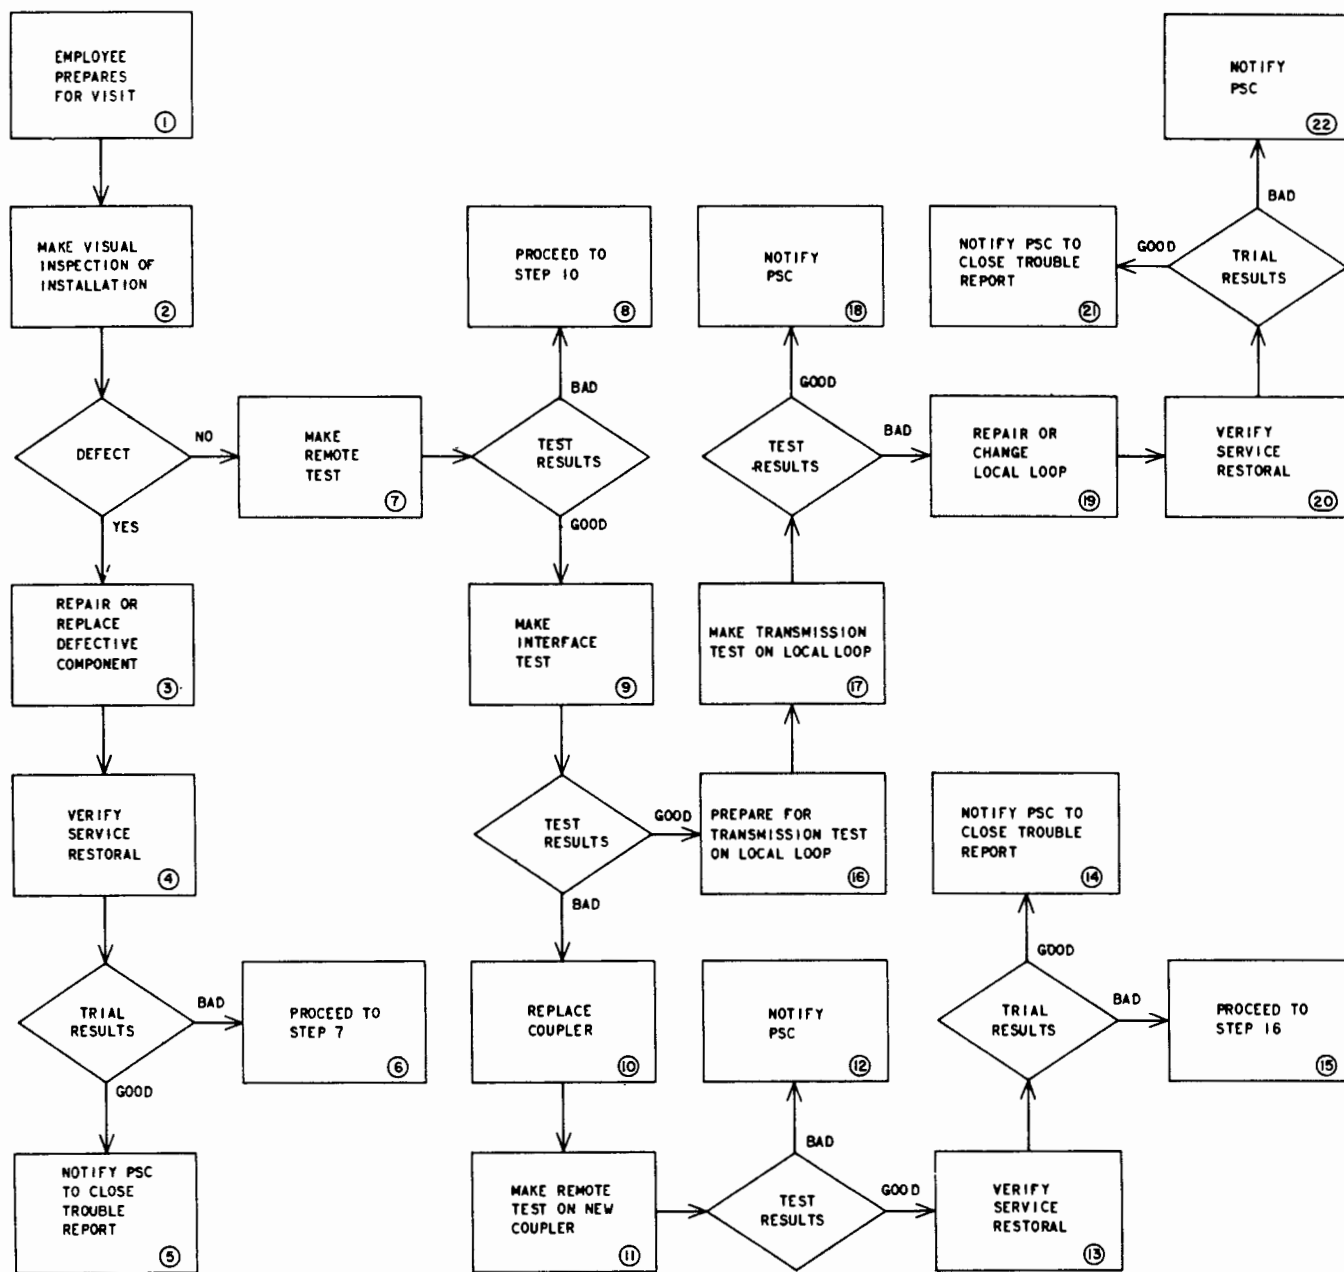 EMPLOYEE
PREPARES
FOR VISIT
1
MAKE VISUAL
INSPECTION OF
INSTALLATION
2
DEFECT
NO
YES
REPAIR OR
REPLACE
DEFECTIVE
COMPONENT
3
VERIFY
SERVICE
RESTORAL
4
TRIAL
RESULTS
BAD
GOOD
NOTIFY PSC
TO CLOSE
TROUBLE
REPORT
5
PROCEED TO
STEP 7
6
MAKE
REMOTE
TEST
7
TEST
RESULTS
BAD
GOOD
PROCEED TO
STEP 10
8
MAKE
INTERFACE
TEST
9
TEST
RESULTS
GOOD
BAD
REPLACE
COUPLER
10
MAKE REMOTE
TEST ON NEW
COUPLER
11
TEST
RESULTS
BAD
GOOD
NOTIFY
PSC
12
VERIFY
SERVICE
RESTORAL
13
TRIAL
RESULTS
GOOD
BAD
NOTIFY PSC TO
CLOSE TROUBLE
REPORT
14
PROCEED TO
STEP 16
15
PREPARE FOR
TRANSMISSION TEST
ON LOCAL LOOP
16
MAKE TRANSMISSION
TEST ON LOCAL LOOP
17
TEST
RESULTS
GOOD
BAD
NOTIFY
PSC
18
REPAIR OR
CHANGE
LOCAL LOOP
19
VERIFY
SERVICE
RESTORAL
20
TRIAL
RESULTS
GOOD
BAD
NOTIFY PSC TO
CLOSE TROUBLE
REPORT
21
NOTIFY
PSC
22